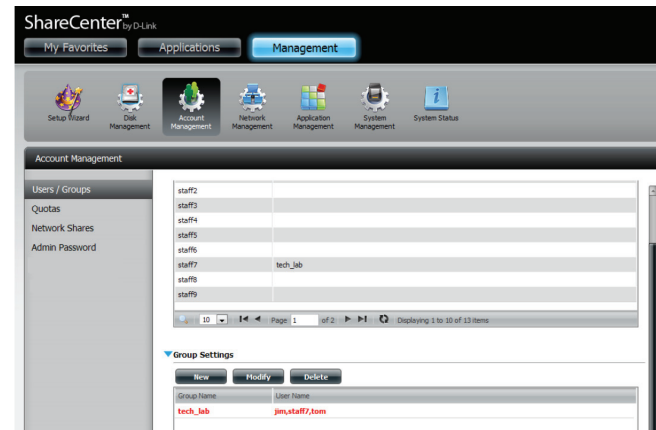 ShareCenter™ by D-Link
My Favorites Applications Management
Setup Wizard Disk Management Account Management Network Management Application Management System Management System Status
Account Management
Users / Groups
Quotas
Network Shares
Admin Password
staff2
staff3
staff4
staff5
staff6
staff7 tech_lab
staff8
staff9
10 Page 1 of 2 Displaying 1 to 10 of 13 items
Group Settings
New Modify Delete
Group Name User Name
tech_lab jim,staff7,tom